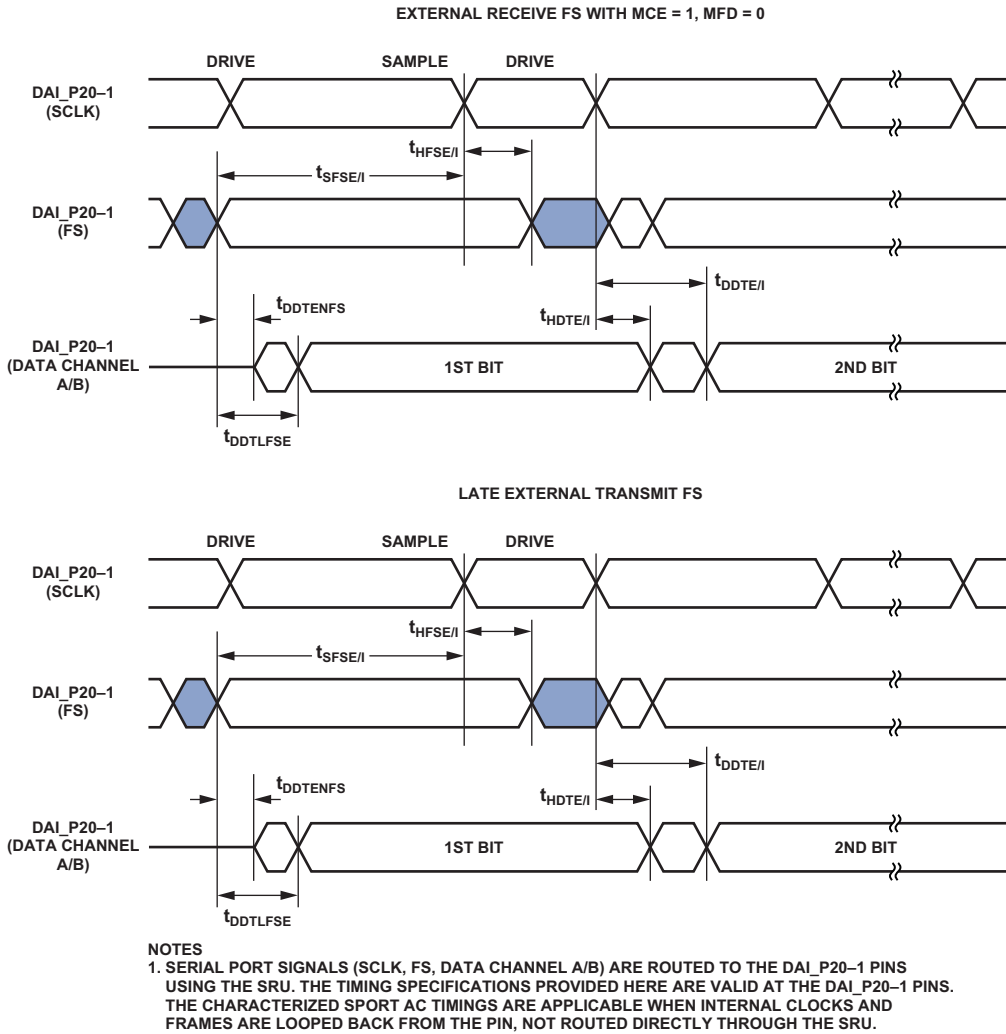 EXTERNAL RECEIVE FS WITH MCE = 1, MFD = 0
DRIVE SAMPLE DRIVE
DAI_P20–1
(SCLK)
tHFSE/I
tSFSE/I
DAI_P20–1
(FS)
tDDTE/I
tDDTENFS
tHDTE/I
DAI_P20–1
(DATA CHANNEL
A/B)
1ST BIT 2ND BIT
tDDTLFSE
LATE EXTERNAL TRANSMIT FS
DRIVE SAMPLE DRIVE
DAI_P20–1
(SCLK)
tHFSE/I
tSFSE/I
DAI_P20–1
(FS)
tDDTE/I
tDDTENFS
tHDTE/I
DAI_P20–1
(DATA CHANNEL
A/B)
1ST BIT 2ND BIT
tDDTLFSE
NOTES
1. SERIAL PORT SIGNALS (SCLK, FS, DATA CHANNEL A/B) ARE ROUTED TO THE DAI_P20–1 PINS
USING THE SRU. THE TIMING SPECIFICATIONS PROVIDED HERE ARE VALID AT THE DAI_P20–1 PINS.
THE CHARACTERIZED SPORT AC TIMINGS ARE APPLICABLE WHEN INTERNAL CLOCKS AND
FRAMES ARE LOOPED BACK FROM THE PIN, NOT ROUTED DIRECTLY THROUGH THE SRU.